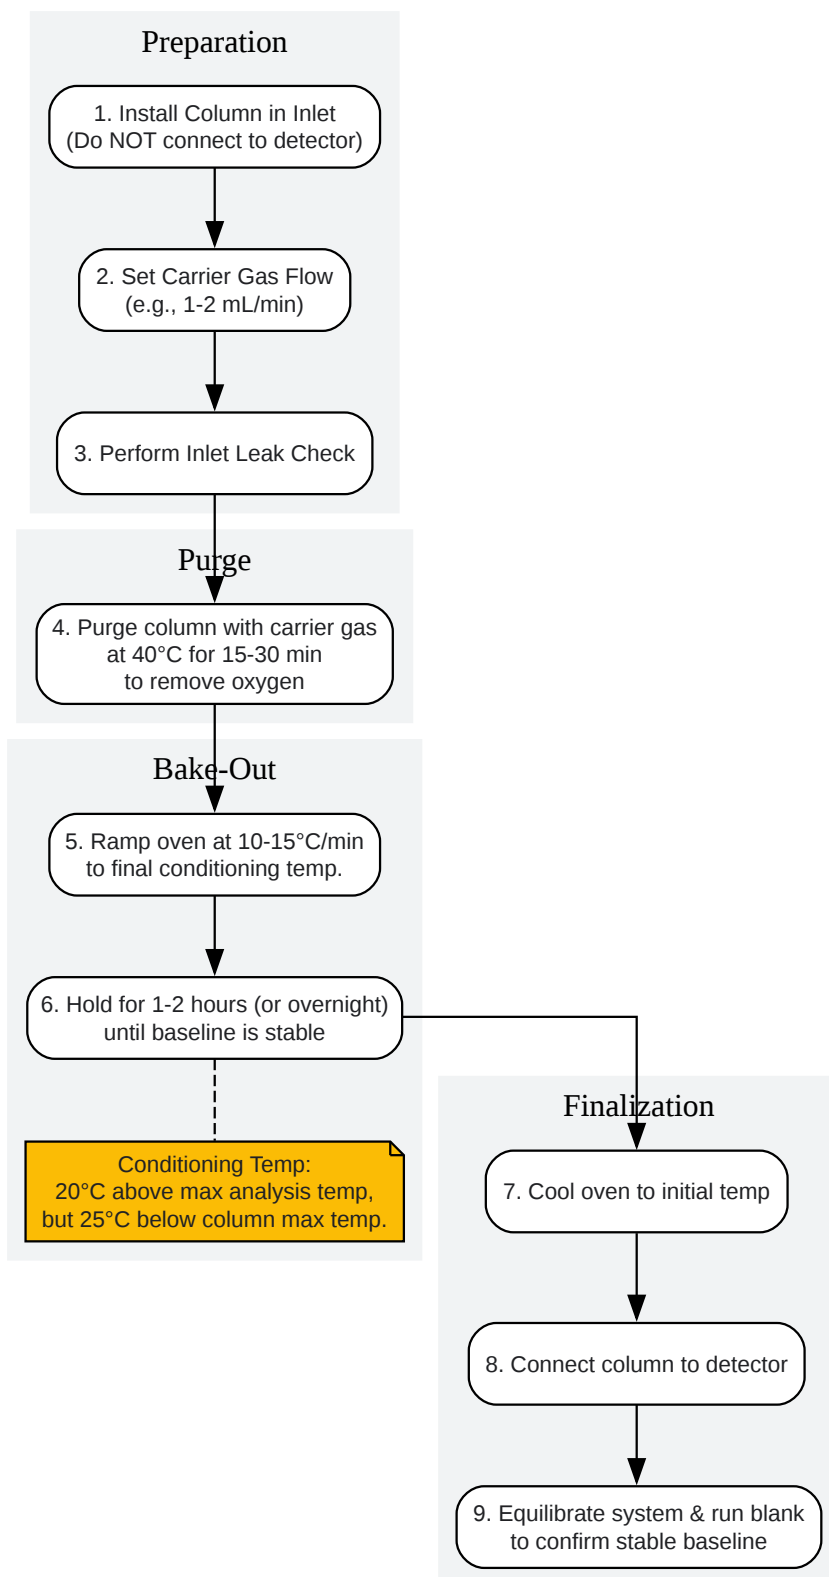 Preparation
1. Install Column in Inlet
(Do NOT connect to detector)
2. Set Carrier Gas Flow
(e.g., 1-2 mL/min)
3. Perform Inlet Leak Check
Purge
4. Purge column with carrier gas
at 40°C for 15-30 min
to remove oxygen
Bake-Out
5. Ramp oven at 10-15°C/min
to final conditioning temp.
6. Hold for 1-2 hours (or overnight)
until baseline is stable
Conditioning Temp:
20°C above max analysis temp,
but 25°C below column max temp.
Finalization
7. Cool oven to initial temp
8. Connect column to detector
9. Equilibrate system & run blank
to confirm stable baseline